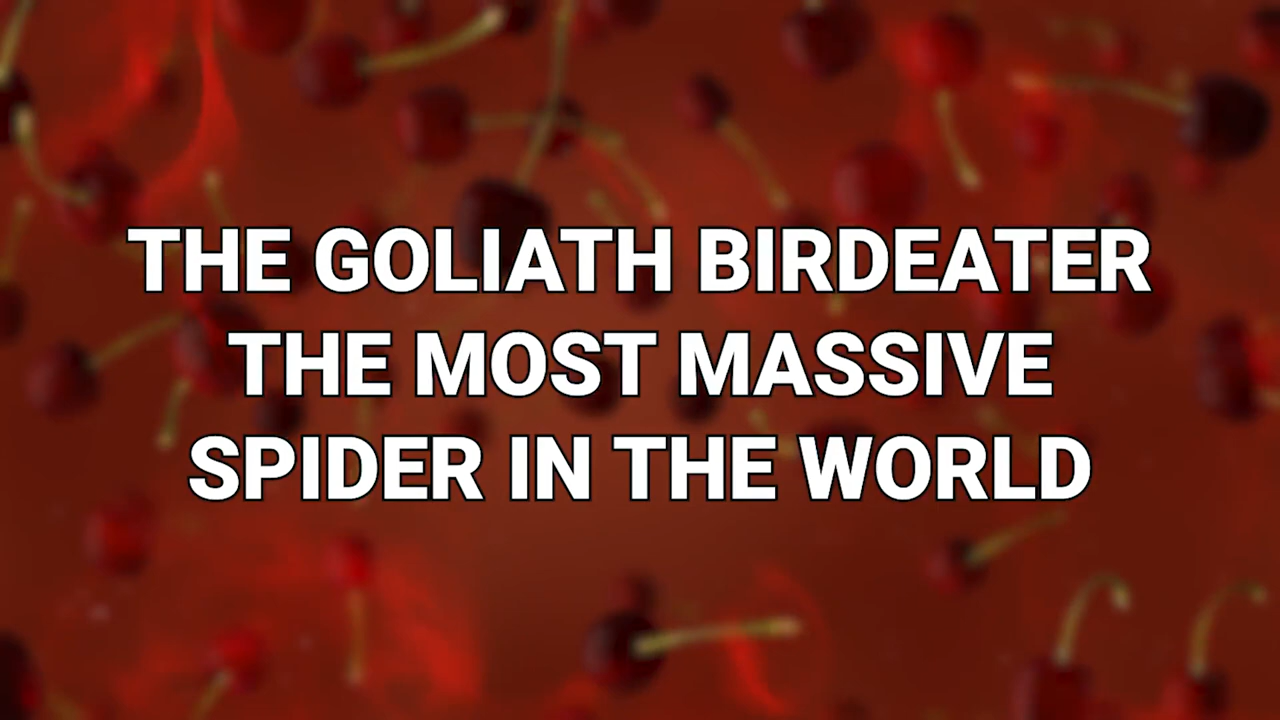 THE GOLIATH BIRDEATER
THE MOST MASSIVE
SPIDER IN THE WORLD